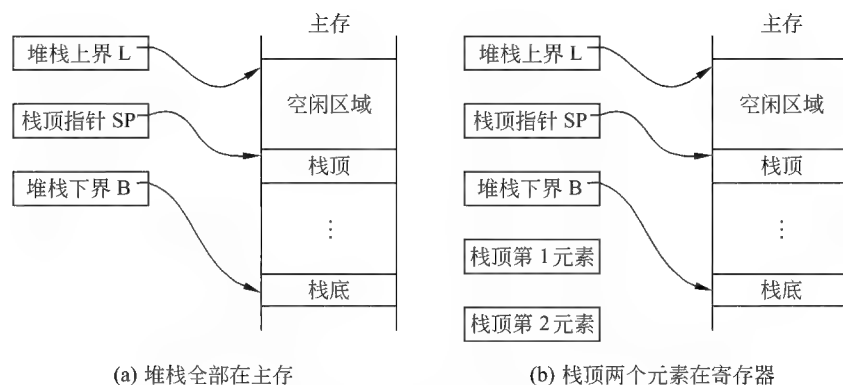 主存
堆栈上界 L
空闲区域
栈顶指针 SP
栈顶
堆栈下界 B
⋮
栈底
(a) 堆栈全部在主存
主存
堆栈上界 L
空闲区域
栈顶指针 SP
栈顶
堆栈下界 B
⋮
栈顶第 1 元素
栈底
栈顶第 2 元素
(b) 栈顶两个元素在寄存器